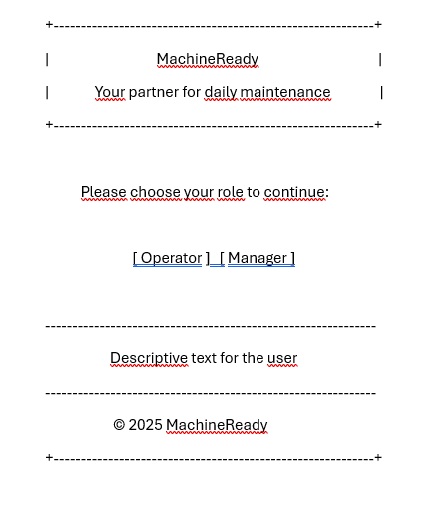 +------------------------------------------------------------+
| MachineReady |
| Your partner for daily maintenance |
+------------------------------------------------------------+
Please choose your role to continue:
[ Operator ] [ Manager ]
--------------------------------------------------------------
Descriptive text for the user
--------------------------------------------------------------
© 2025 MachineReady
+------------------------------------------------------------+